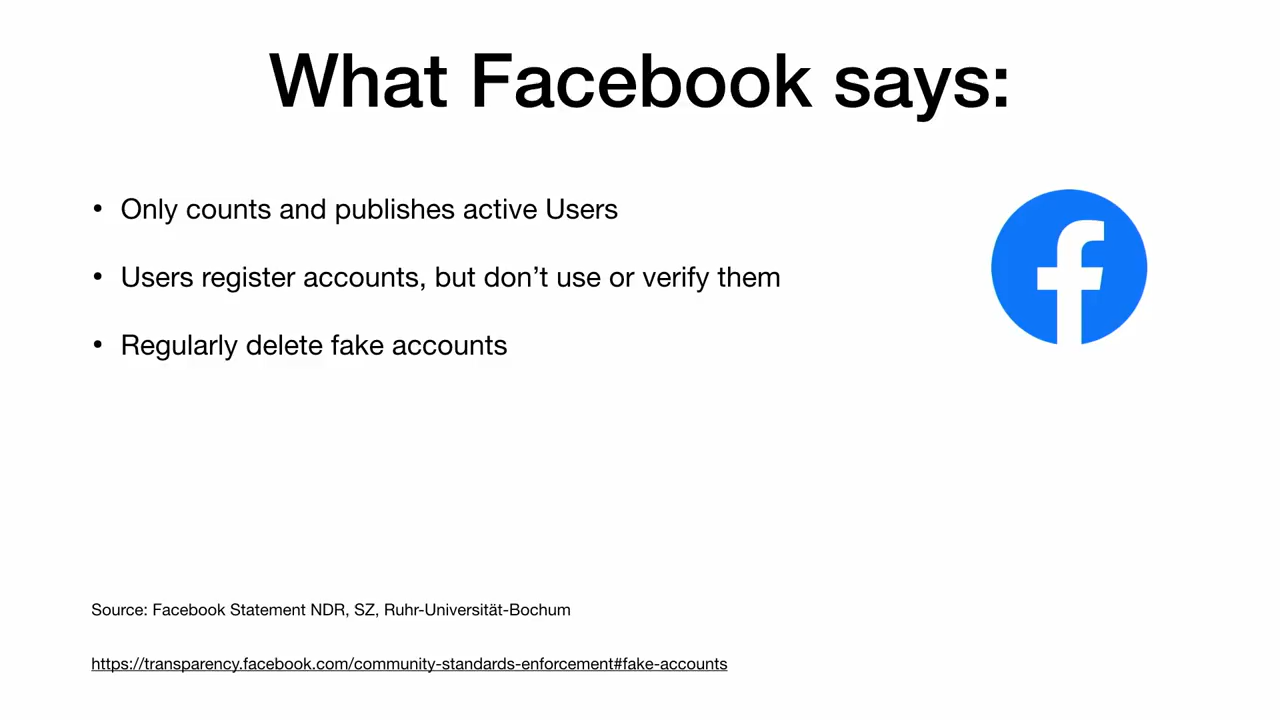 What Facebook says:
• Only counts and publishes active Users
• Users register accounts, but don’t use or verify them
• Regularly delete fake accounts
Source: Facebook Statement NDR, SZ, Ruhr-Universität-Bochum
https://transparency.facebook.com/community-standards-enforcement#fake-accounts